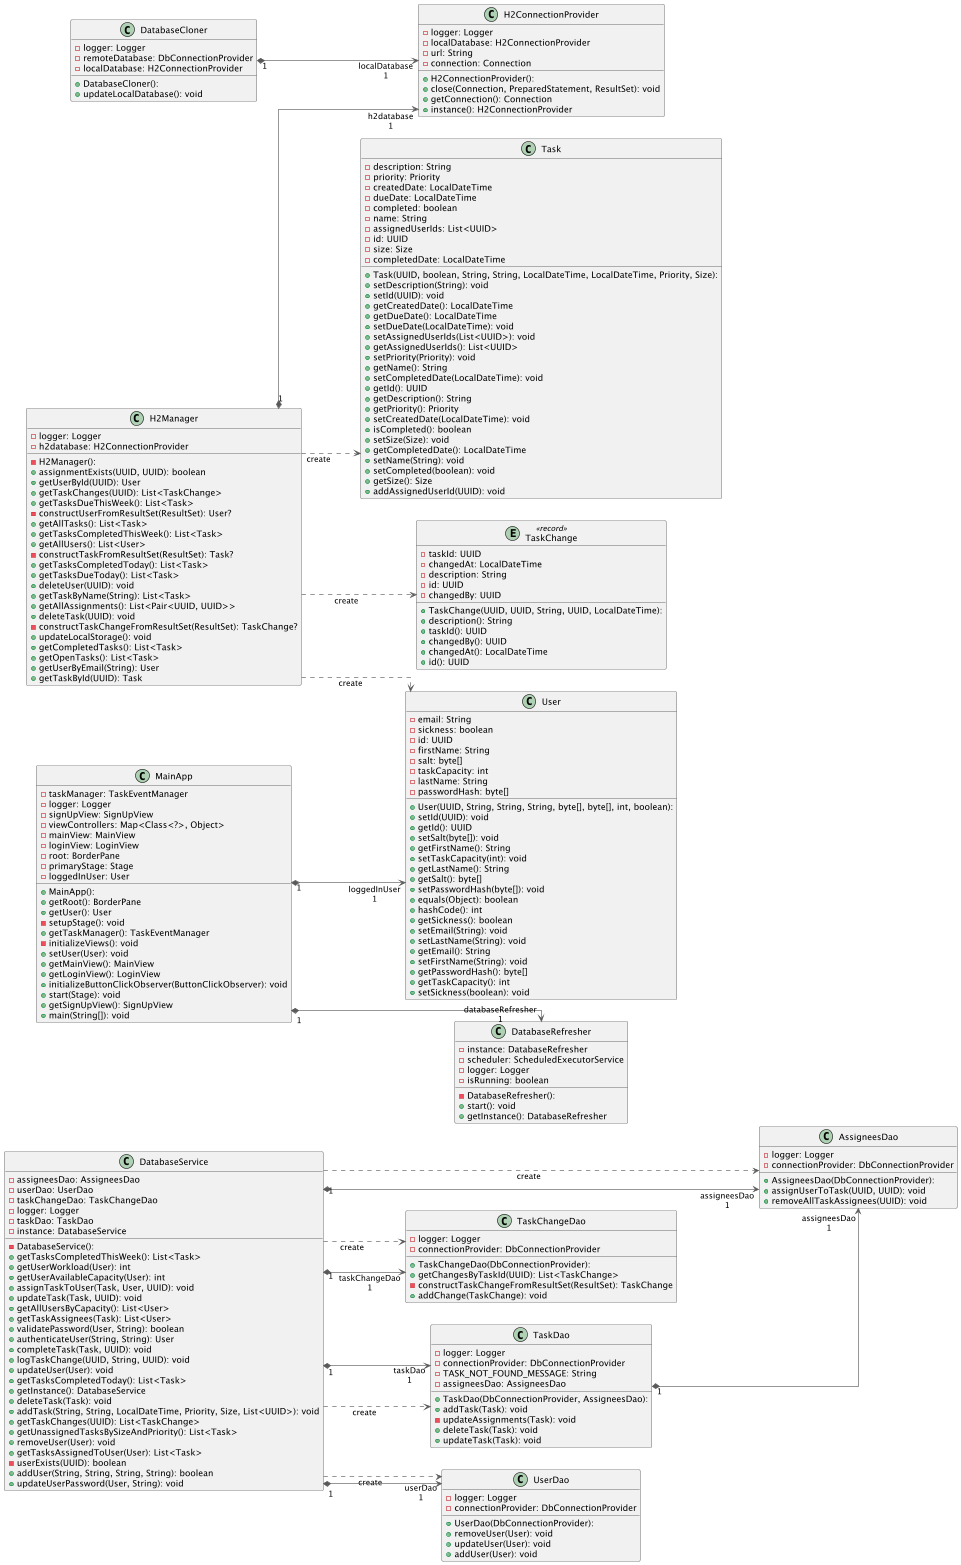 C DatabaseCloner
logger: Logger
remoteDatabase: DbConnectionProvider
localDatabase: H2ConnectionProvider
DatabaseCloner():
updateLocalDatabase(): void
1
localDatabase
1
C H2ConnectionProvider
logger: Logger
localDatabase: H2ConnectionProvider
url: String
connection: Connection
H2ConnectionProvider():
close(Connection, PreparedStatement, ResultSet): void
getConnection(): Connection
instance(): H2ConnectionProvider
h2database
1
C Task
description: String
priority: Priority
createdDate: LocalDateTime
dueDate: LocalDateTime
completed: boolean
name: String
assignedUserIds: List<UUID>
id: UUID
size: Size
completedDate: LocalDateTime
Task(UUID, boolean, String, String, LocalDateTime, LocalDateTime, Priority, Size):
setDescription(String): void
setId(UUID): void
getCreatedDate(): LocalDateTime
getDueDate(): LocalDateTime
setDueDate(LocalDateTime): void
setAssignedUserIds(List<UUID>): void
getAssignedUserIds(): List<UUID>
setPriority(Priority): void
getName(): String
setCompletedDate(LocalDateTime): void
getId(): UUID
getDescription(): String
getPriority(): Priority
setCreatedDate(LocalDateTime): void
isCompleted(): boolean
setSize(Size): void
getCompletedDate(): LocalDateTime
setName(String): void
setCompleted(boolean): void
getSize(): Size
addAssignedUserId(UUID): void
1
C H2Manager
logger: Logger
h2database: H2ConnectionProvider
H2Manager():
assignmentExists(UUID, UUID): boolean
getUserById(UUID): User
getTaskChanges(UUID): List<TaskChange>
getTasksDueThisWeek(): List<Task>
constructUserFromResultSet(ResultSet): User?
getAllTasks(): List<Task>
getTasksCompletedThisWeek(): List<Task>
getAllUsers(): List<User>
constructTaskFromResultSet(ResultSet): Task?
getTasksCompletedToday(): List<Task>
getTasksDueToday(): List<Task>
deleteUser(UUID): void
getTaskByName(String): List<Task>
getAllAssignments(): List<Pair<UUID, UUID>>
deleteTask(UUID): void
constructTaskChangeFromResultSet(ResultSet): TaskChange?
updateLocalStorage(): void
getCompletedTasks(): List<Task>
getOpenTasks(): List<Task>
getUserByEmail(String): User
getTaskById(UUID): Task
create
create
create
E «record»
TaskChange
taskId: UUID
changedAt: LocalDateTime
description: String
id: UUID
changedBy: UUID
TaskChange(UUID, UUID, String, UUID, LocalDateTime):
description(): String
taskId(): UUID
changedBy(): UUID
changedAt(): LocalDateTime
id(): UUID
C User
email: String
sickness: boolean
id: UUID
firstName: String
salt: byte[]
taskCapacity: int
lastName: String
passwordHash: byte[]
User(UUID, String, String, String, byte[], byte[], int, boolean):
setId(UUID): void
getId(): UUID
setSalt(byte[]): void
getFirstName(): String
setTaskCapacity(int): void
getLastName(): String
getSalt(): byte[]
setPasswordHash(byte[]): void
equals(Object): boolean
hashCode(): int
getSickness(): boolean
setEmail(String): void
setLastName(String): void
getEmail(): String
setFirstName(String): void
getPasswordHash(): byte[]
getTaskCapacity(): int
setSickness(boolean): void
C MainApp
taskManager: TaskEventManager
logger: Logger
signUpView: SignUpView
viewControllers: Map<Class<?>, Object>
mainView: MainView
loginView: LoginView
root: BorderPane
primaryStage: Stage
loggedInUser: User
MainApp():
getRoot(): BorderPane
getUser(): User
setupStage(): void
getTaskManager(): TaskEventManager
initializeViews(): void
setUser(User): void
getMainView(): MainView
getLoginView(): LoginView
initializeButtonClickObserver(ButtonClickObserver): void
start(Stage): void
getSignUpView(): SignUpView
main(String[]): void
1
loggedInUser
1
1
databaseRefresher
1
C DatabaseRefresher
instance: DatabaseRefresher
scheduler: ScheduledExecutorService
logger: Logger
isRunning: boolean
DatabaseRefresher():
start(): void
getInstance(): DatabaseRefresher
C DatabaseService
assigneesDao: AssigneesDao
userDao: UserDao
taskChangeDao: TaskChangeDao
logger: Logger
taskDao: TaskDao
instance: DatabaseService
DatabaseService():
getTasksCompletedThisWeek(): List<Task>
getUserWorkload(User): int
getUserAvailableCapacity(User): int
assignTaskToUser(Task, User, UUID): void
updateTask(Task, UUID): void
getAllUsersByCapacity(): List<User>
getTaskAssignees(Task): List<User>
validatePassword(User, String): boolean
authenticateUser(String, String): User
completeTask(Task, UUID): void
logTaskChange(UUID, String, UUID): void
updateUser(User): void
getTasksCompletedToday(): List<Task>
getInstance(): DatabaseService
deleteTask(Task): void
addTask(String, String, LocalDateTime, Priority, Size, List<UUID>): void
getTaskChanges(UUID): List<TaskChange>
getUnassignedTasksBySizeAndPriority(): List<Task>
removeUser(User): void
getTasksAssignedToUser(User): List<Task>
userExists(UUID): boolean
addUser(String, String, String, String): boolean
updateUserPassword(User, String): void
create
1
assigneesDao
1
C AssigneesDao
logger: Logger
connectionProvider: DbConnectionProvider
AssigneesDao(DbConnectionProvider):
assignUserToTask(UUID, UUID): void
removeAllTaskAssignees(UUID): void
assigneesDao
1
create
1
taskChangeDao
1
C TaskChangeDao
logger: Logger
connectionProvider: DbConnectionProvider
TaskChangeDao(DbConnectionProvider):
getChangesByTaskId(UUID): List<TaskChange>
constructTaskChangeFromResultSet(ResultSet): TaskChange
addChange(TaskChange): void
1
taskDao
1
create
C TaskDao
logger: Logger
connectionProvider: DbConnectionProvider
TASK_NOT_FOUND_MESSAGE: String
assigneesDao: AssigneesDao
TaskDao(DbConnectionProvider, AssigneesDao):
addTask(Task): void
updateAssignments(Task): void
deleteTask(Task): void
updateTask(Task): void
1
create
1
userDao
1
C UserDao
logger: Logger
connectionProvider: DbConnectionProvider
UserDao(DbConnectionProvider):
removeUser(User): void
updateUser(User): void
addUser(User): void